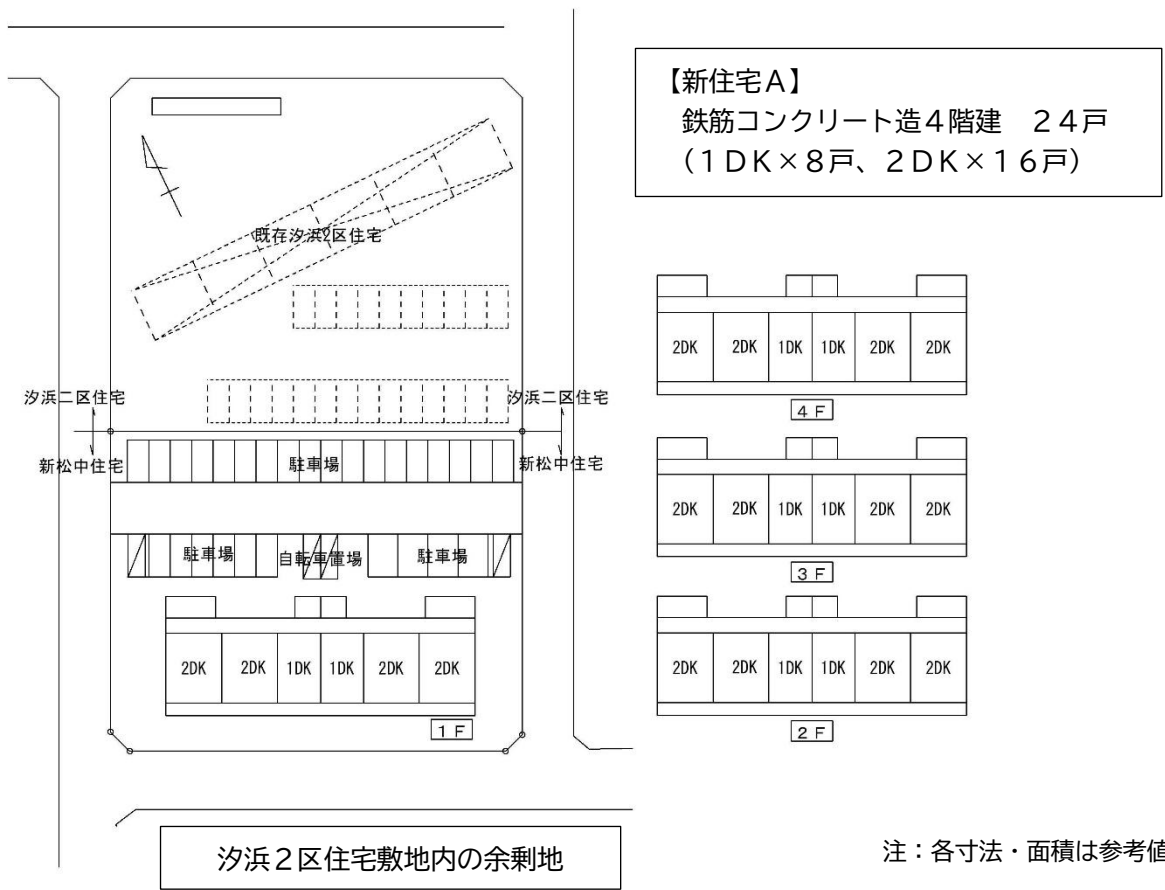 【新住宅A】
鉄筋コンクリート造4階建　24戸
(1DK×8戸、2DK×16戸)
既存汐浜2区住宅
汐浜二区住宅
汐浜二区住宅
新松中住宅
新松中住宅
駐車場
駐車場
自転車置場
駐車場
2DK 2DK 1DK 1DK 2DK 2DK
4F
2DK 2DK 1DK 1DK 2DK 2DK
3F
2DK 2DK 1DK 1DK 2DK 2DK
2F
2DK 2DK 1DK 1DK 2DK 2DK
1F
汐浜2区住宅敷地内の余剰地
注：各寸法・面積は参考値